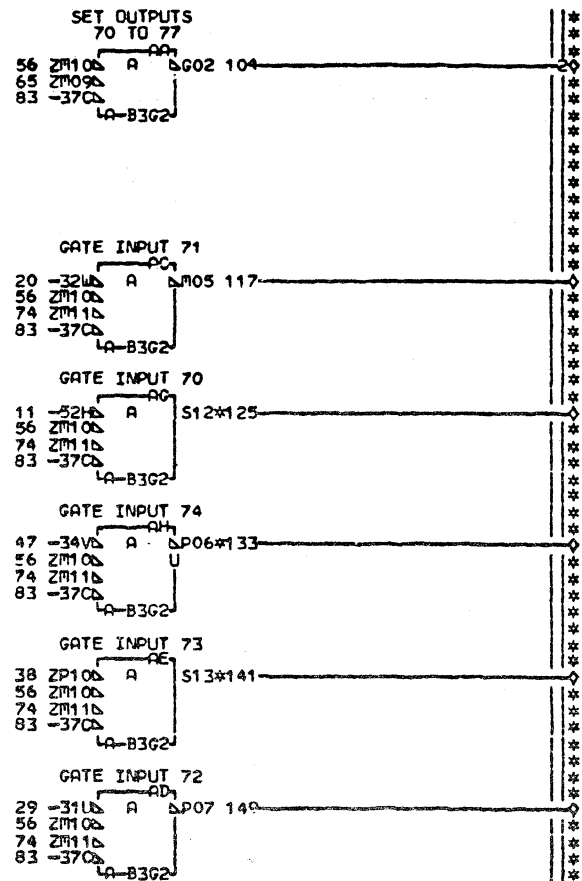 SET OUTPUTS
70 TO 77
AA
56 ZM10 A G02 104 2
65 ZM09
83 -37C
A-B3G2
GATE INPUT 71
AC
20 -32W A M05 117
56 ZM10
74 ZM11
83 -37C
A-B3G2
GATE INPUT 70
AG
11 -52H A S12*125
56 ZM10
74 ZM11
83 -37C
A-B3G2
GATE INPUT 74
AH
47 -34V A P06*133
56 ZM10 U
74 ZM11
83 -37C
A-B3G2
GATE INPUT 73
AE
38 ZP10 A S13*141
56 ZM10
74 ZM11
83 -37C
A-B3G2
GATE INPUT 72
AD
29 -31U A P07 149
56 ZM10
74 ZM11
83 -37C
A-B3G2